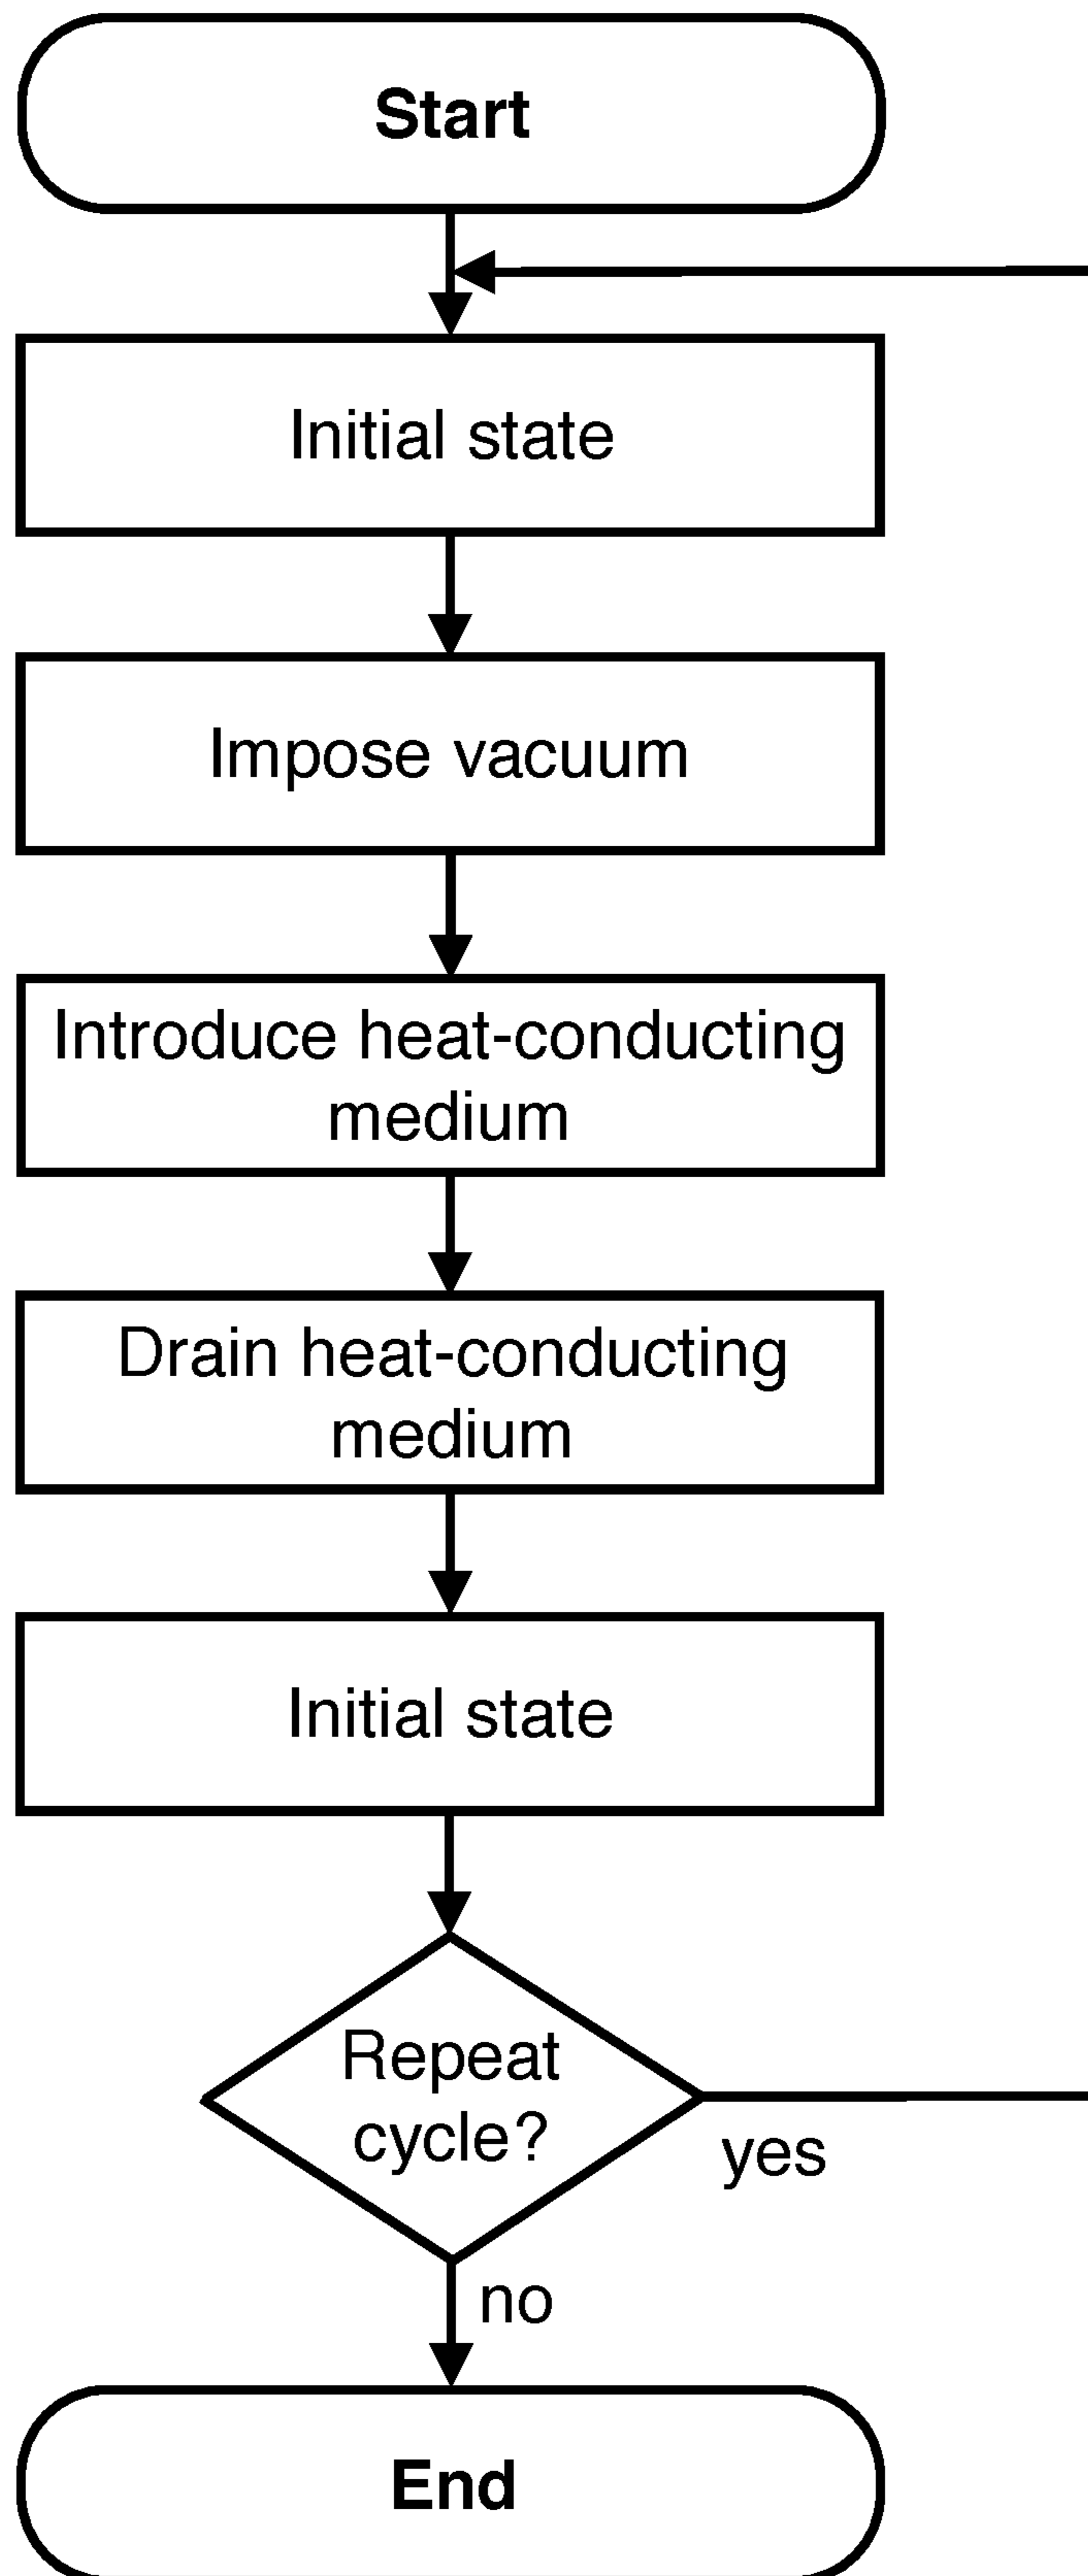 Start
Initial state
Impose vacuum
Introduce heat-conducting
medium
Drain heat-conducting
medium
Initial state
Repeat
cycle?
yes
no
End